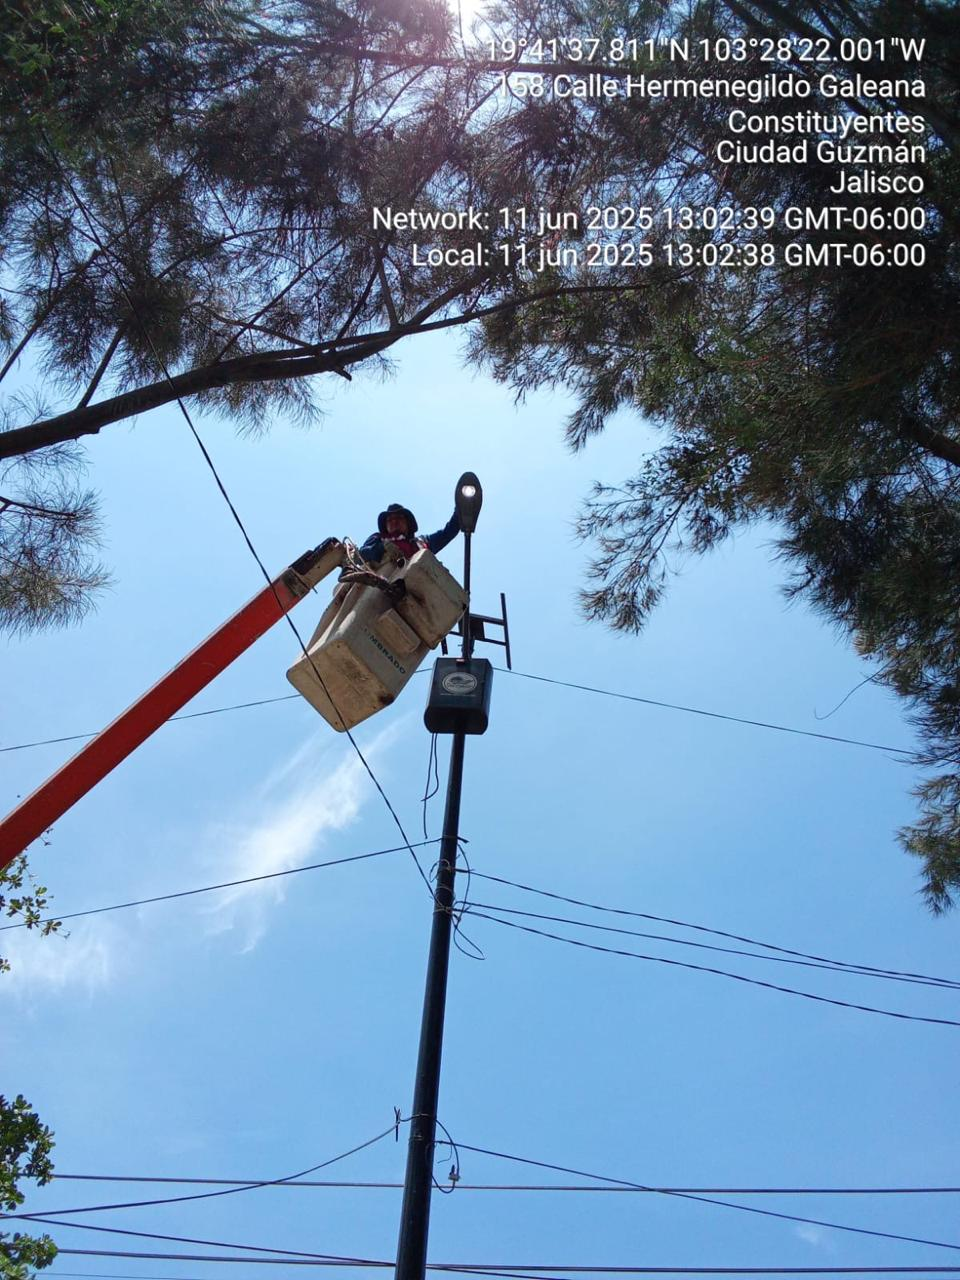 19°41'37.811"N 103°28'22.001"W
158 Calle Hermenegildo Galeana
Constituyentes
Ciudad Guzmán
Jalisco
Network: 11 jun 2025 13:02:39 GMT-06:00
Local: 11 jun 2025 13:02:38 GMT-06:00
UMBRADO